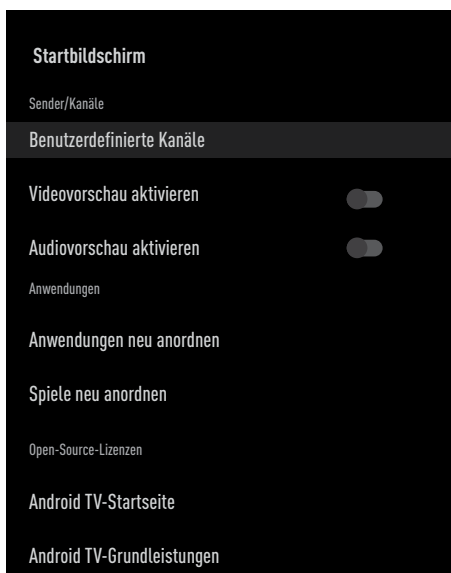 Startbildschirm
Sender/Kanäle
Benutzerdefinierte Kanäle
Videovorschau aktivieren
Audiovorschau aktivieren
Anwendungen
Anwendungen neu anordnen
Spiele neu anordnen
Open-Source-Lizenzen
Android TV-Startseite
Android TV-Grundleistungen